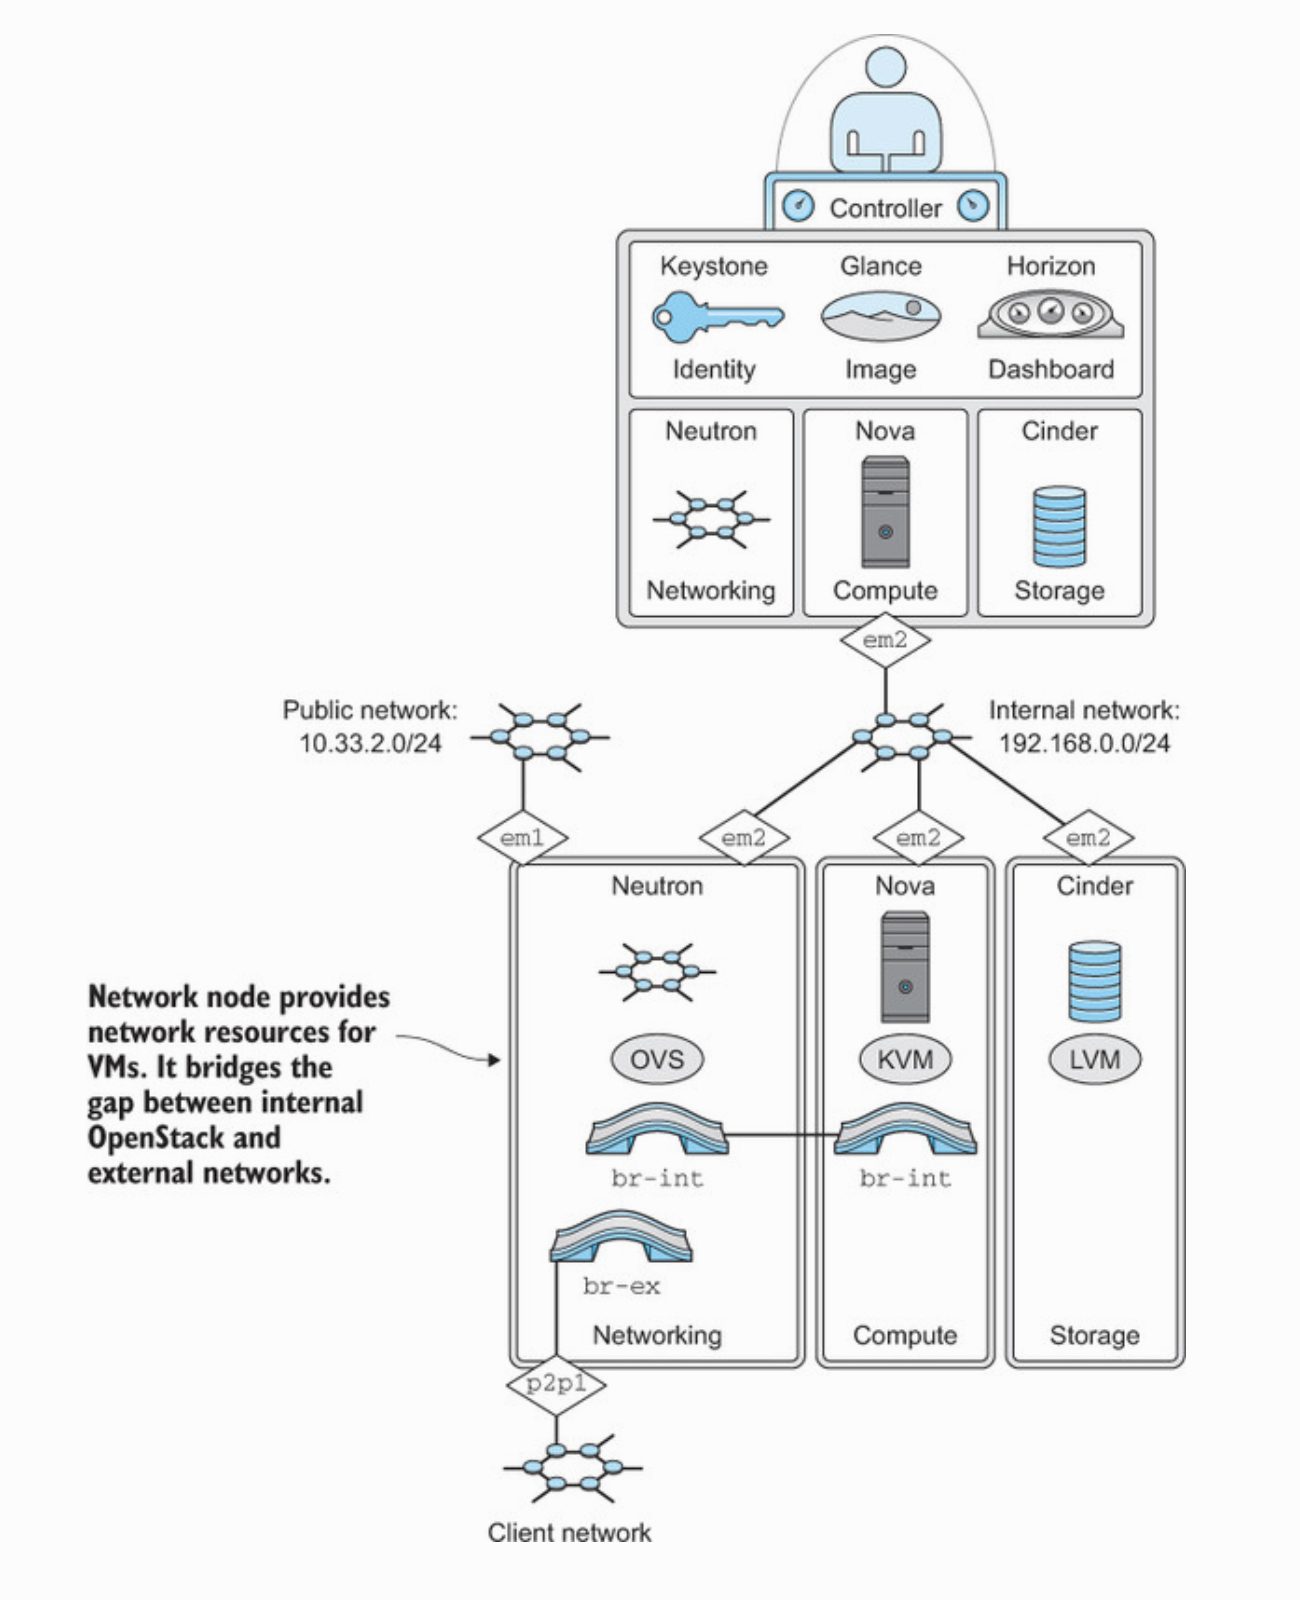 Controller
Keystone
Glance
Horizon
Identity
Image
Dashboard
Neutron
Nova
Cinder
Networking
Compute
Storage
em2
Public network:
10.33.2.0/24
Internal network:
192.168.0.0/24
em1
em2
em2
em2
Neutron
Nova
Cinder
Network node provides
network resources for
VMs. It bridges the
gap between internal
OpenStack and
external networks.
OVS
KVM
LVM
br-int
br-int
br-ex
Networking
Compute
Storage
p2p1
Client network